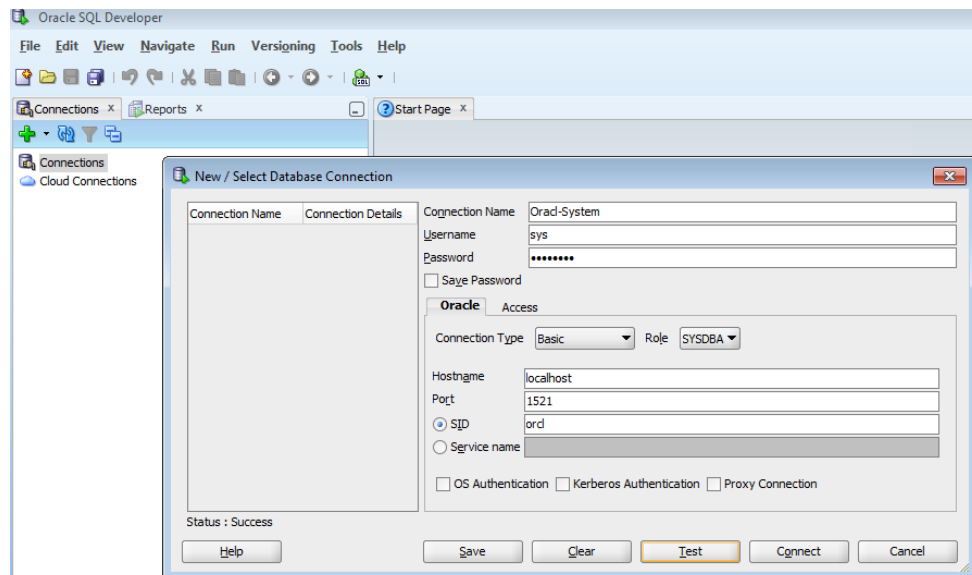 Oracle SQL Developer
File Edit View Navigate Run Versioning Tools Help
SQL
Connections x Reports x Start Page x
Connections
Cloud Connections
New / Select Database Connection
Connection Name Connection Details
Connection Name Oracl-System
Username sys
Password ••••••••
Save Password
Oracle Access
Connection Type Basic Role SYSDBA
Hostname localhost
Port 1521
SID orcl
Service name
OS Authentication Kerberos Authentication Proxy Connection
Status : Success
Help Save Clear Test Connect Cancel